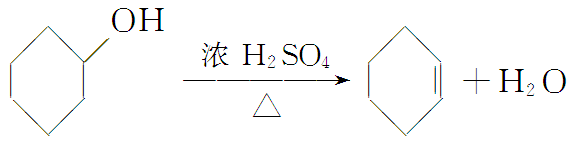 OH
浓 H₂SO₄
△
+H₂O